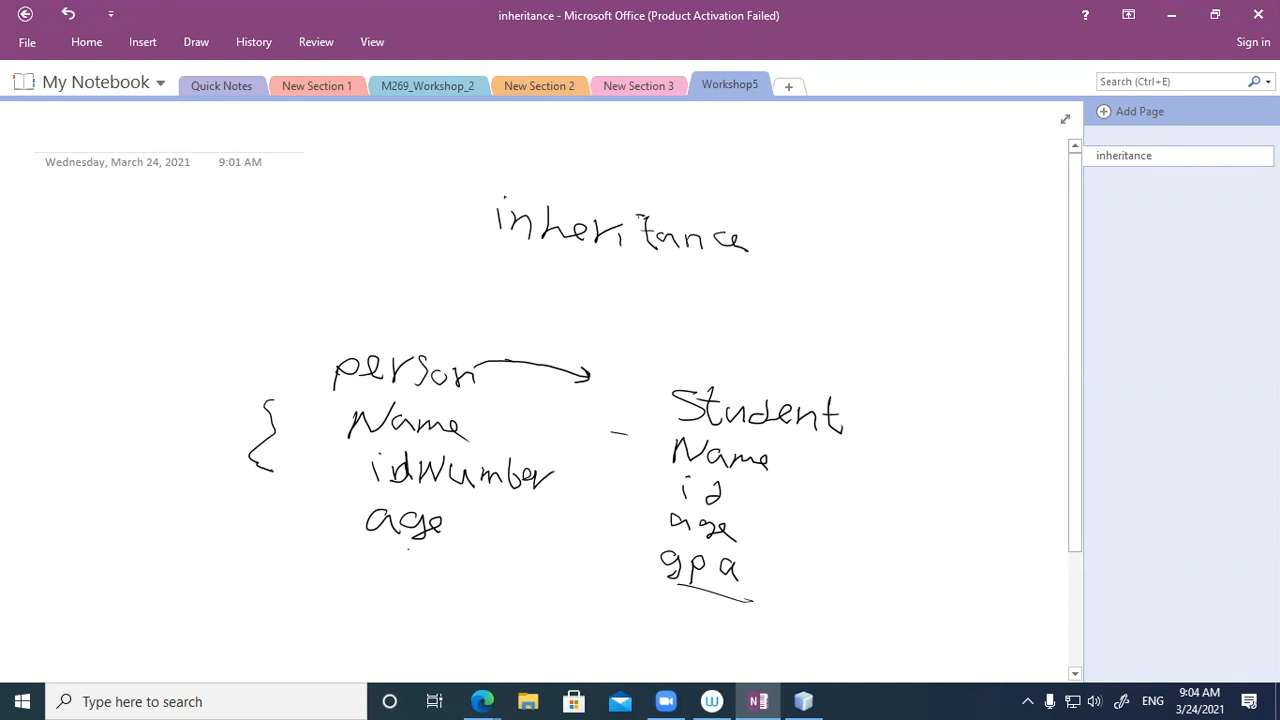 inheritance - Microsoft Office (Product Activation Failed)
?
File Home Insert Draw History Review View
Sign in
My Notebook Quick Notes New Section 1 M269_Workshop_2 New Section 2 New Section 3 Workshop5
Search (Ctrl+E)
Add Page
inheritance
Wednesday, March 24, 2021 9:01 AM
inheritance
person
Name
idNumber
age
Student
Name
id
age
gpa
Type here to search
ENG
9:04 AM
3/24/2021